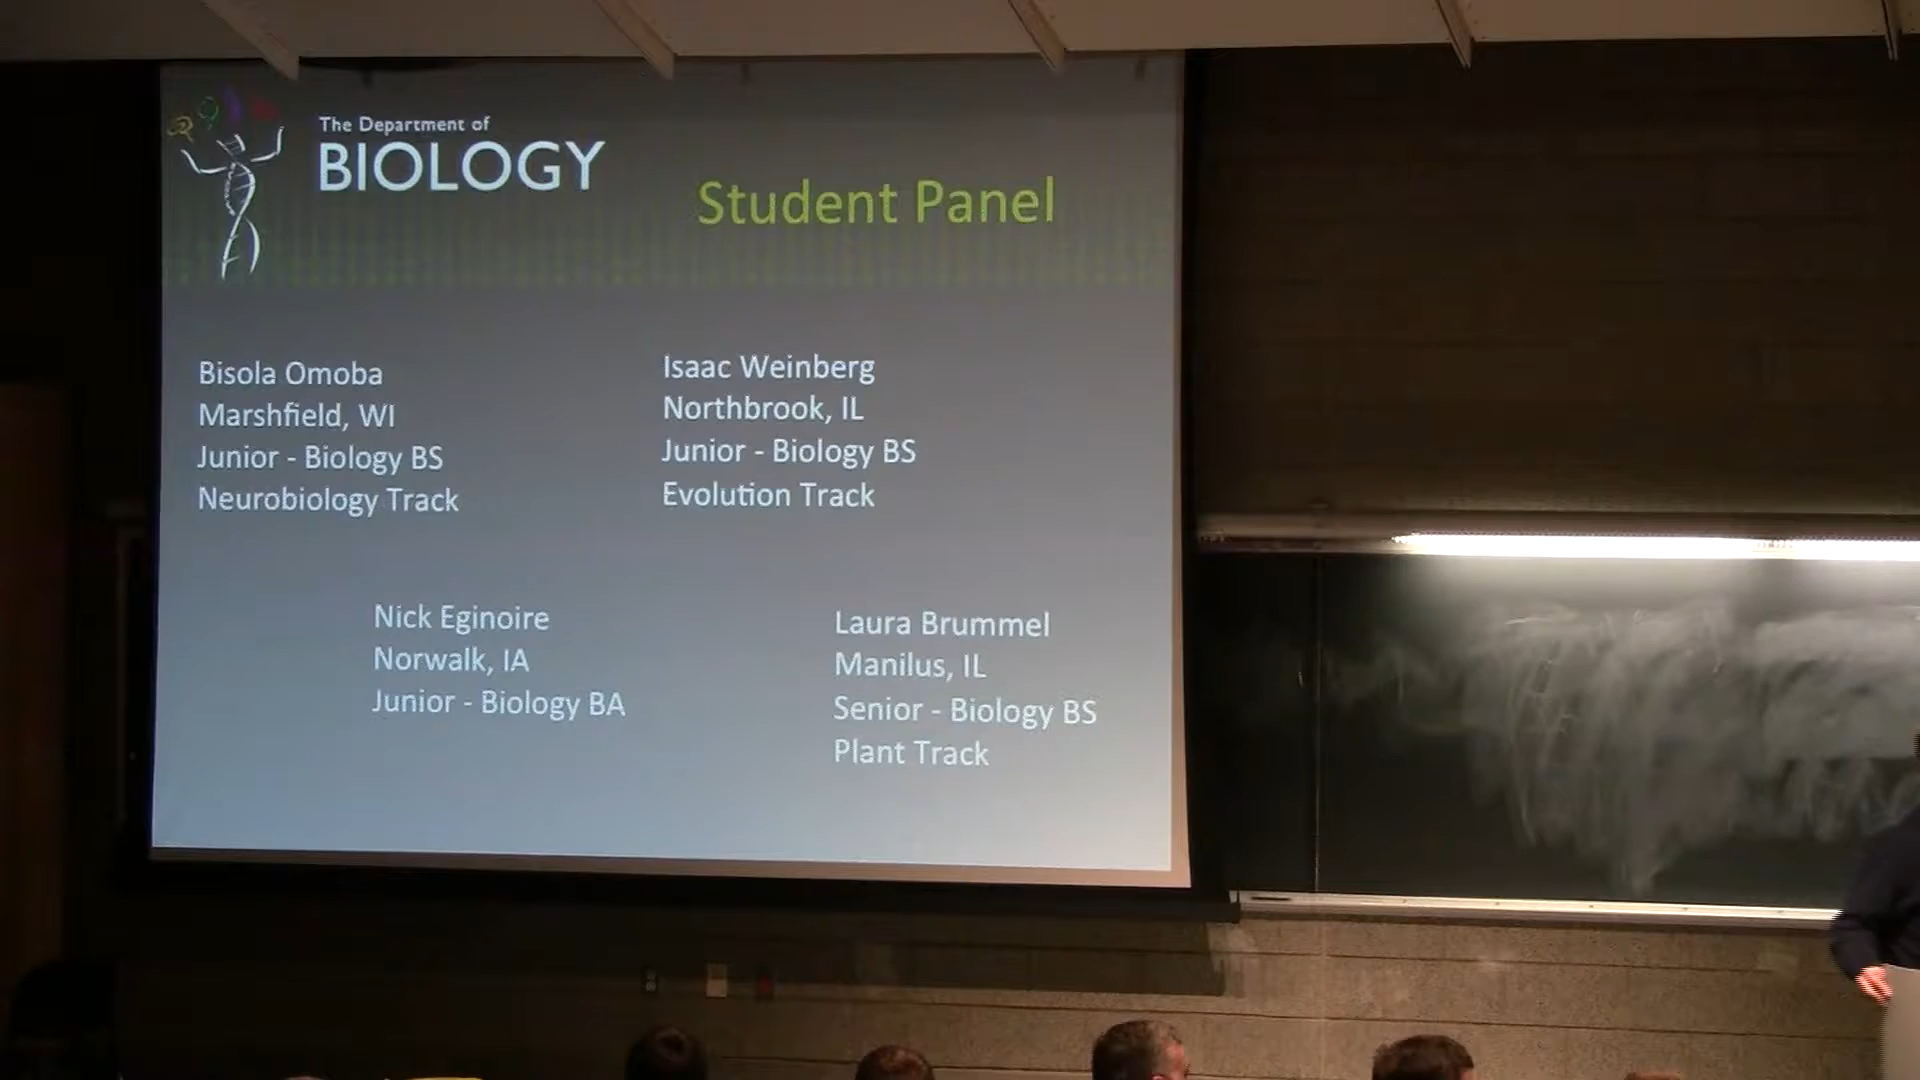 The Department of
BIOLOGY
Student Panel
Bisola Omoba
Marshfield, WI
Junior - Biology BS
Neurobiology Track
Isaac Weinberg
Northbrook, IL
Junior - Biology BS
Evolution Track
Nick Eginoire
Norwalk, IA
Junior - Biology BA
Laura Brummel
Manilus, IL
Senior - Biology BS
Plant Track